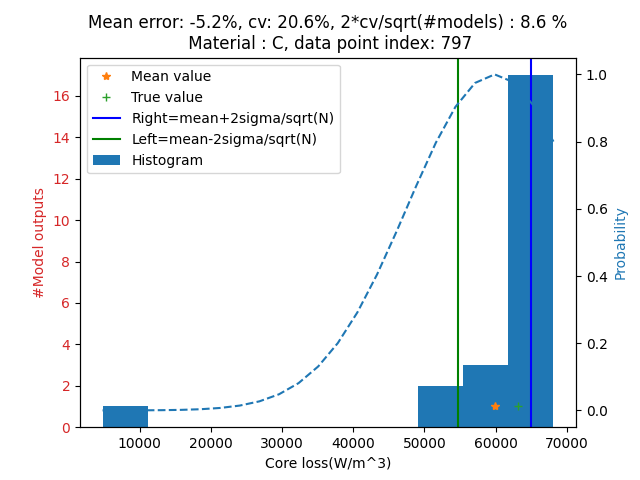 Mean error: -5.2%, cv: 20.6%, 2*cv/sqrt(#models) : 8.6 %
Material : C, data point index: 797
Mean value
True value
Right=mean+2sigma/sqrt(N)
Left=mean-2sigma/sqrt(N)
Histogram
#Model outputs
16
14
12
10
8
6
4
2
0
1.0
0.8
0.6
0.4
0.2
0.0
Probability
10000 20000 30000 40000 50000 60000 70000
Core loss(W/m^3)